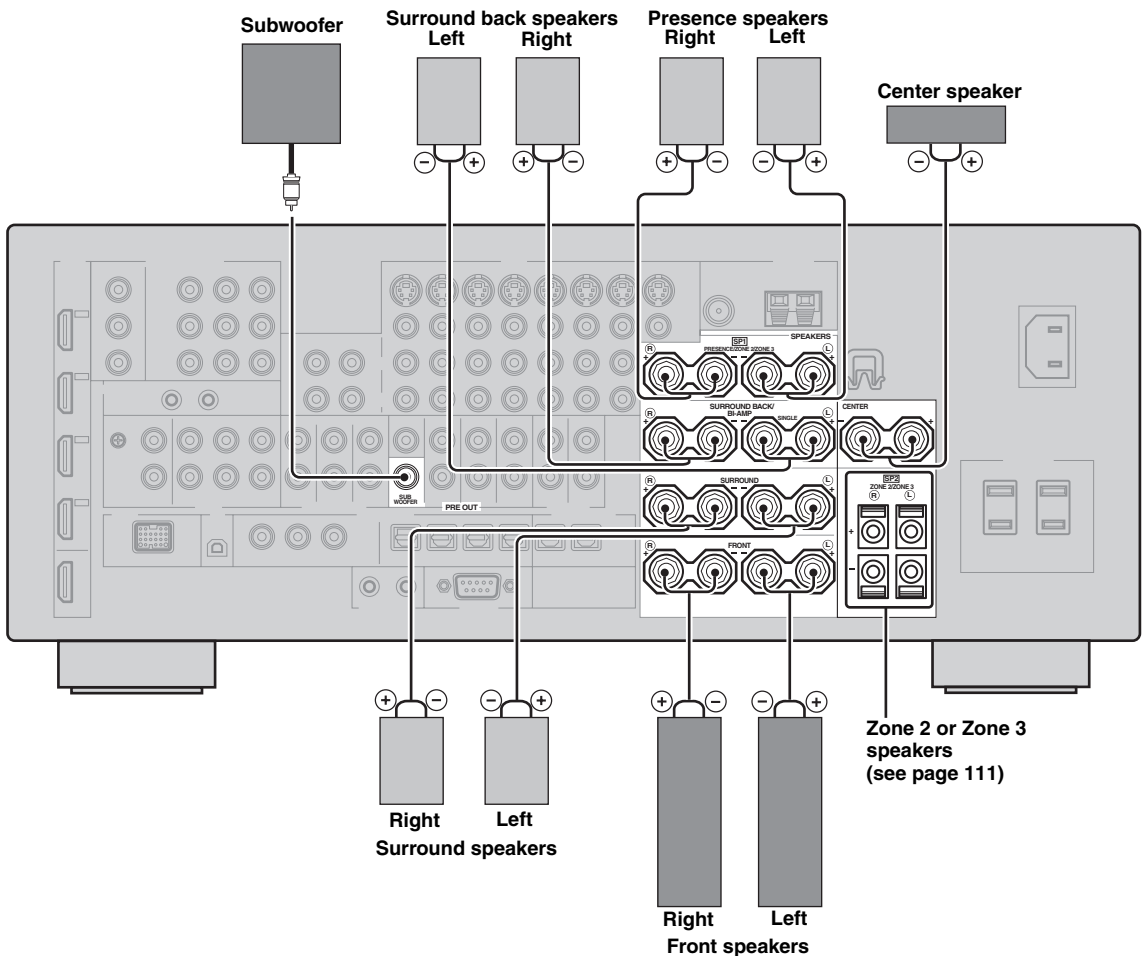 Subwoofer
Surround back speakers
Left
Right
Presence speakers
Right
Left
Center speaker
− + + − + − − + − +
SPEAKERS
R SP1 L
PRESENCE/ZONE 2/ZONE 3
+ − − +
R SURROUND BACK/ L
BI-AMP
SINGLE
+ − − +
CENTER
− +
SUB
WOOFER
PRE OUT
R SURROUND L
+ − − +
SP2
ZONE 2/ZONE 3
R L
+
−
R FRONT L
+ − − +
+ − − + + − − +
Zone 2 or Zone 3
speakers
(see page 111)
Right
Left
Surround speakers
Right
Left
Front speakers